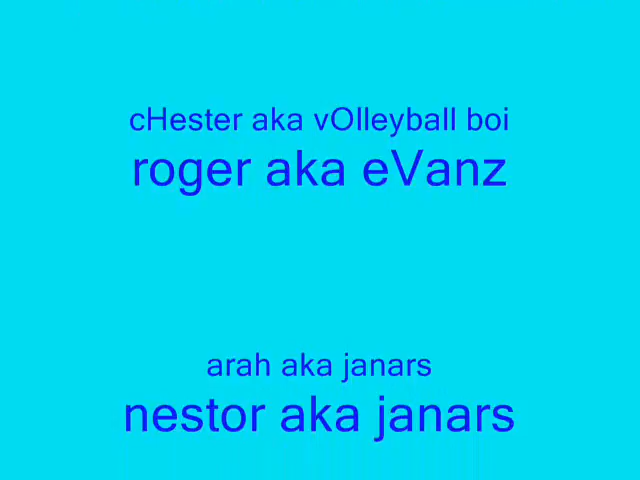 cHester aka vOlleyball boi
roger aka eVanz
arah aka janars
nestor aka janars